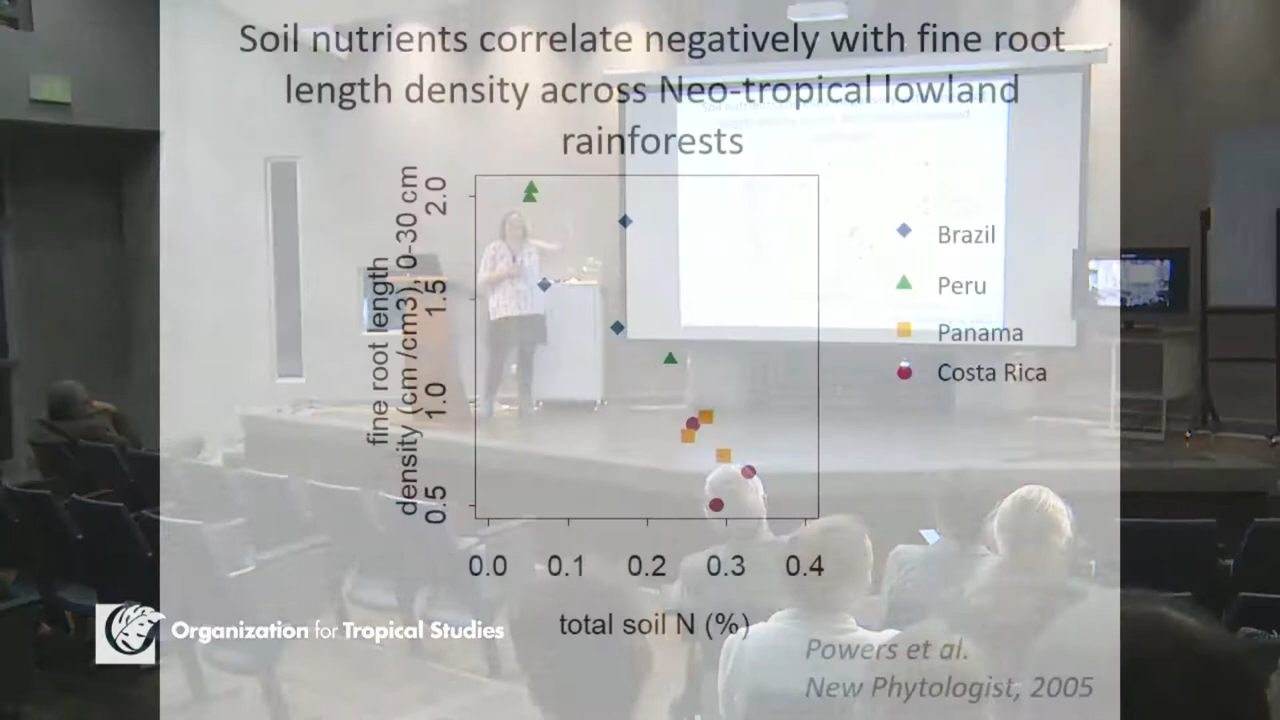 Soil nutrients correlate negatively with fine root
length density across Neo-tropical lowland
rainforests
fine root length
density (cm /cm3), 0-30 cm
2.0
1.5
1.0
0.5
0.0 0.1 0.2 0.3 0.4
total soil N (%)
Brazil
Peru
Panama
Costa Rica
Organization for Tropical Studies
Powers et al.
New Phytologist, 2005